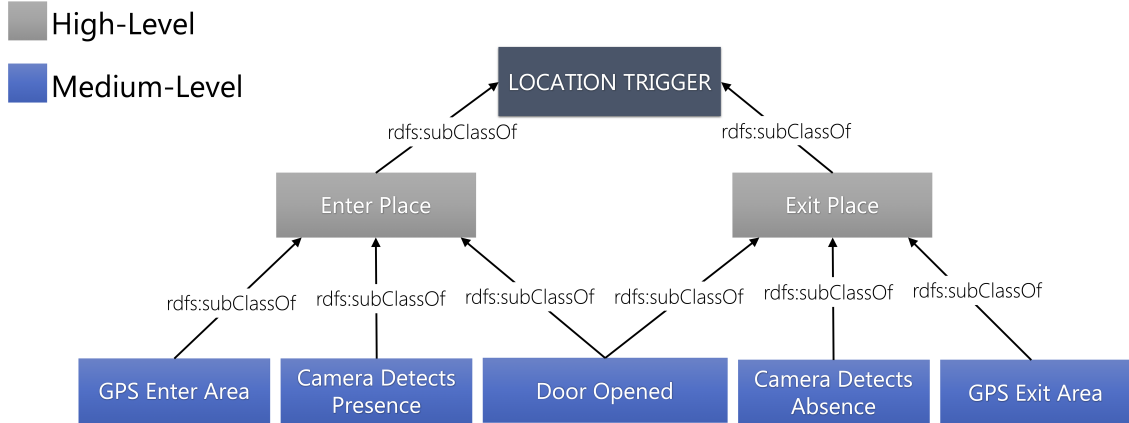 High-Level
Medium-Level
LOCATION TRIGGER
rdfs:subClassOf
rdfs:subClassOf
Enter Place
Exit Place
rdfs:subClassOf
rdfs:subClassOf
rdfs:subClassOf
rdfs:subClassOf
rdfs:subClassOf
rdfs:subClassOf
GPS Enter Area
Camera Detects
Presence
Door Opened
Camera Detects
Absence
GPS Exit Area